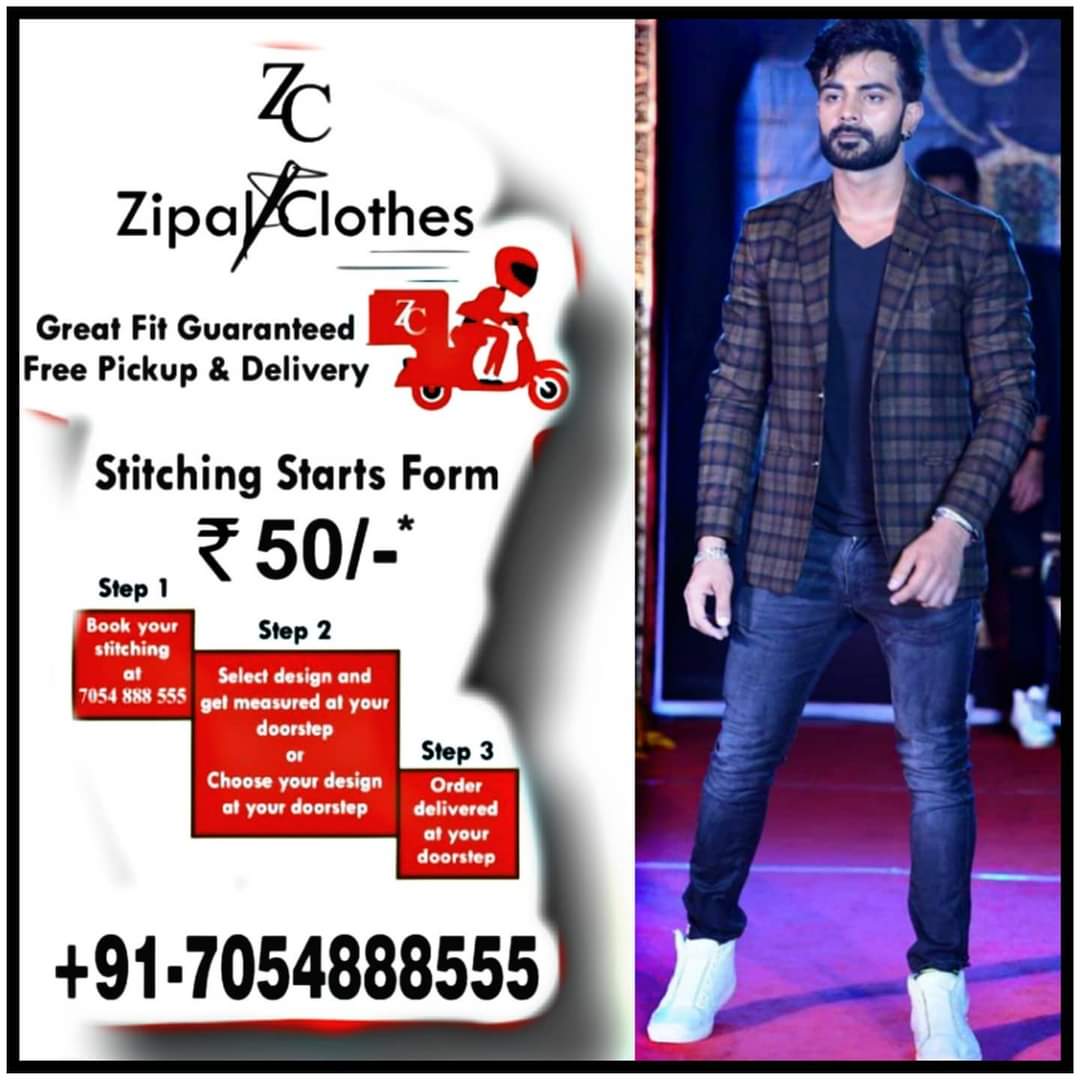 ZC
Zipal Clothes
Great Fit Guaranteed
Free Pickup & Delivery
ZC
Stitching Starts Form
₹ 50/-*
Step 1
Book your
stitching
at
7054 888 555
Step 2
Select design and
get measured at your
doorstep
or
Choose your design
at your doorstep
Step 3
Order
delivered
at your
doorstep
+91-7054888555